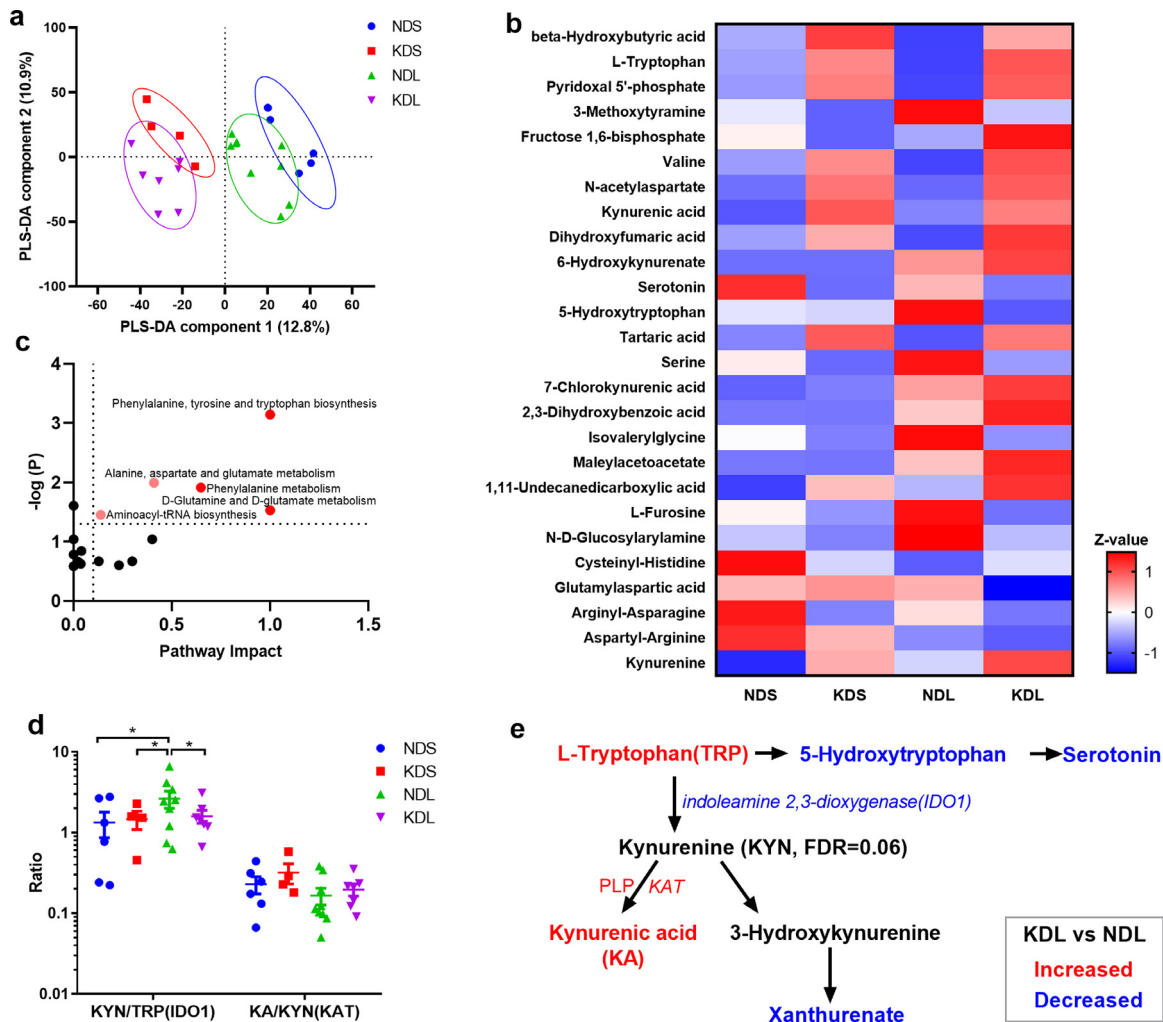 a
100
50
0
-50
-100
PLS-DA component 2 (10.9%)
-60
-40
-20
0
20
40
60
PLS-DA component 1 (12.8%)
NDS
KDS
NDL
KDL
b
beta-Hydroxybutyric acid
L-Tryptophan
Pyridoxal 5'-phosphate
3-Methoxytyramine
Fructose 1,6-bisphosphate
Valine
N-acetylaspartate
Kynurenic acid
Dihydroxyfumaric acid
6-Hydroxykynurenate
Serotonin
5-Hydroxytryptophan
Tartaric acid
Serine
7-Chlorokynurenic acid
2,3-Dihydroxybenzoic acid
Isovalerylglycine
Maleylacetoacetate
1,11-Undecanedicarboxylic acid
L-Furosine
N-D-Glucosylarylamine
Cysteinyl-Histidine
Glutamylaspartic acid
Arginyl-Asparagine
Aspartyl-Arginine
Kynurenine
NDS
KDS
NDL
KDL
Z-value
1
0
-1
c
4
3
2
1
0
-log (P)
Phenylalanine, tyrosine and tryptophan biosynthesis
Alanine, aspartate and glutamate metabolism
Phenylalanine metabolism
D-Glutamine and D-glutamate metabolism
Aminoacyl-tRNA biosynthesis
0.0
0.5
1.0
1.5
Pathway Impact
d
10
1
0.1
0.01
Ratio
*
*
*
NDS
KDS
NDL
KDL
KYN/TRP(IDO1)
KA/KYN(KAT)
e
L-Tryptophan(TRP)
5-Hydroxytryptophan
Serotonin
indoleamine 2,3-dioxygenase(IDO1)
Kynurenine (KYN, FDR=0.06)
PLP
KAT
Kynurenic acid
(KA)
3-Hydroxykynurenine
Xanthurenate
KDL vs NDL
Increased
Decreased